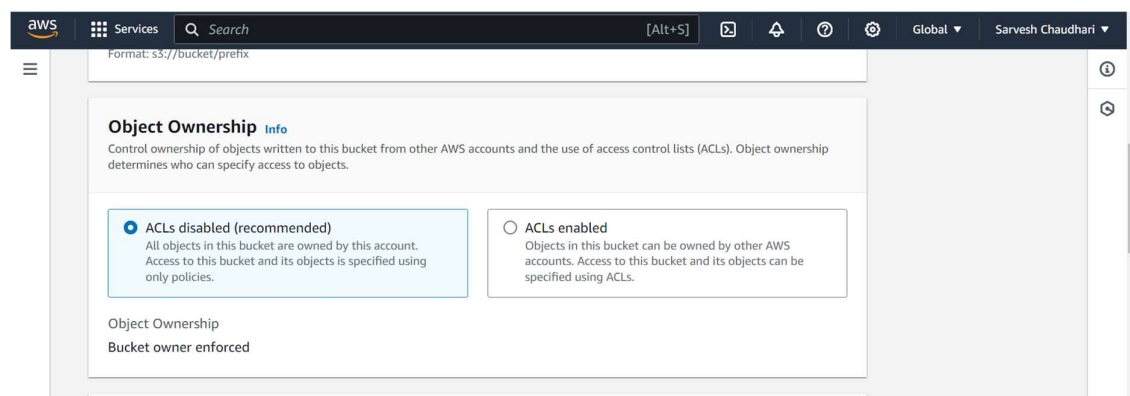 aws Services Search [Alt+S] Global Sarvesh Chaudhari
Format: s3://bucket/prefix
Object Ownership Info
Control ownership of objects written to this bucket from other AWS accounts and the use of access control lists (ACLs). Object ownership
determines who can specify access to objects.
ACLs disabled (recommended)
All objects in this bucket are owned by this account.
Access to this bucket and its objects is specified using
only policies.
ACLs enabled
Objects in this bucket can be owned by other AWS
accounts. Access to this bucket and its objects can be
specified using ACLs.
Object Ownership
Bucket owner enforced